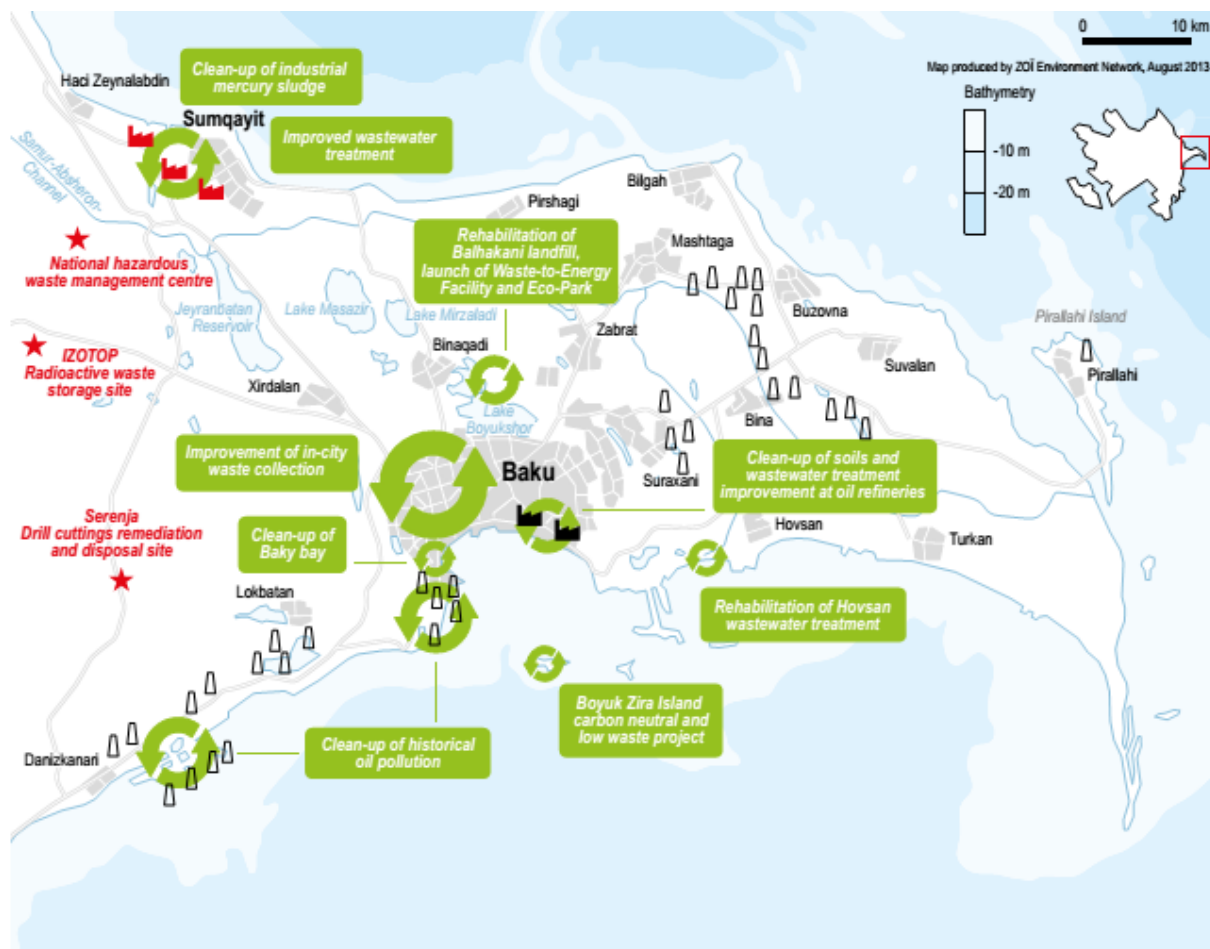 0 10 km
Map produced by ZOÏ Environment Network, August 2013
Bathymetry
-10 m
-20 m
Haci Zeynalabdin
Clean-up of industrial
mercury sludge
Sumqayit
Improved wastewater
treatment
Samur-Absheron-
Channel
National hazardous
waste management centre
Jeyranbatan
Reservoir
Lake Masazir
Lake Mirzaladi
Pirshagi
Rehabilitation of
Balhakani landfill,
launch of Waste-to-Energy
Facility and Eco-Park
Bilgah
Mashtaga
Buzovna
Zabrat
Binaqadi
Suvalan
Pirallahi Island
Pirallahi
IZOTOP
Radioactive waste
storage site
Xirdalan
Lake
Boyukshor
Bina
Improvement of in-city
waste collection
Baku
Suraxani
Clean-up of soils and
wastewater treatment
improvement at oil refineries
Serenja
Drill cuttings remediation
and disposal site
Clean-up of
Baky bay
Hovsan
Turkan
Lokbatan
Rehabilitation of Hovsan
wastewater treatment
Boyuk Zira Island
carbon neutral and
low waste project
Clean-up of historical
oil pollution
Danizkanari